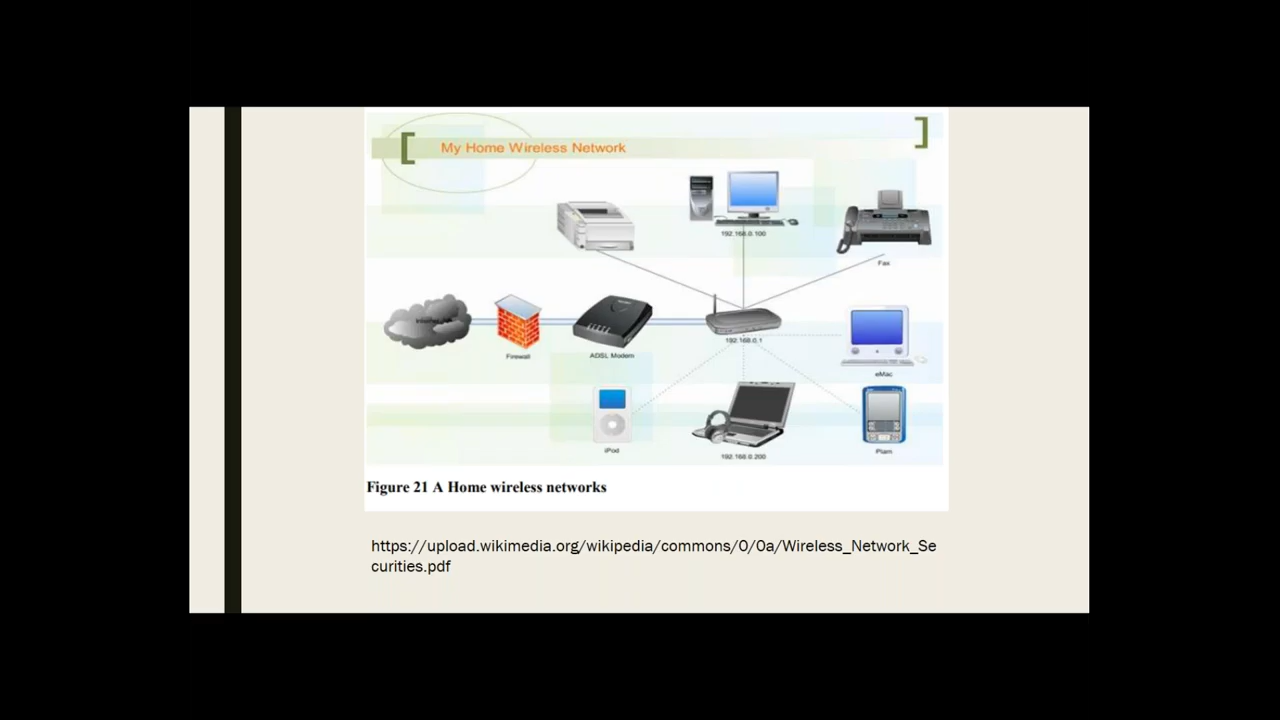 My Home Wireless Network
192.168.0.100
Fax
Internet
Firewall
ADSL Modem
192.168.0.1
eMac
iPod
192.168.0.200
Plam
Figure 21 A Home wireless networks
https://upload.wikimedia.org/wikipedia/commons/0/0a/Wireless_Network_Se
curities.pdf